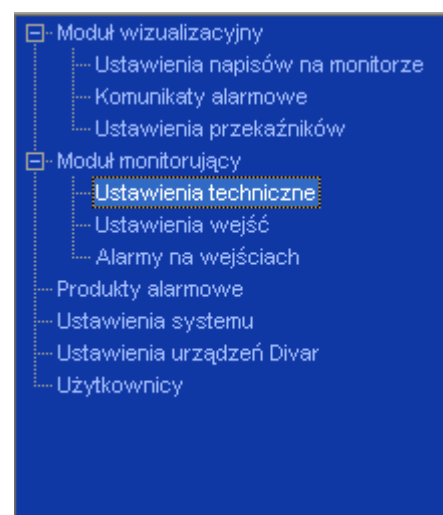 Moduł wizualizacyjny
Ustawienia napisów na monitorze
Komunikaty alarmowe
Ustawienia przekaźników
Moduł monitorujący
Ustawienia techniczne
Ustawienia wejść
Alarmy na wejściach
Produkty alarmowe
Ustawienia systemu
Ustawienia urządzeń Divar
Użytkownicy